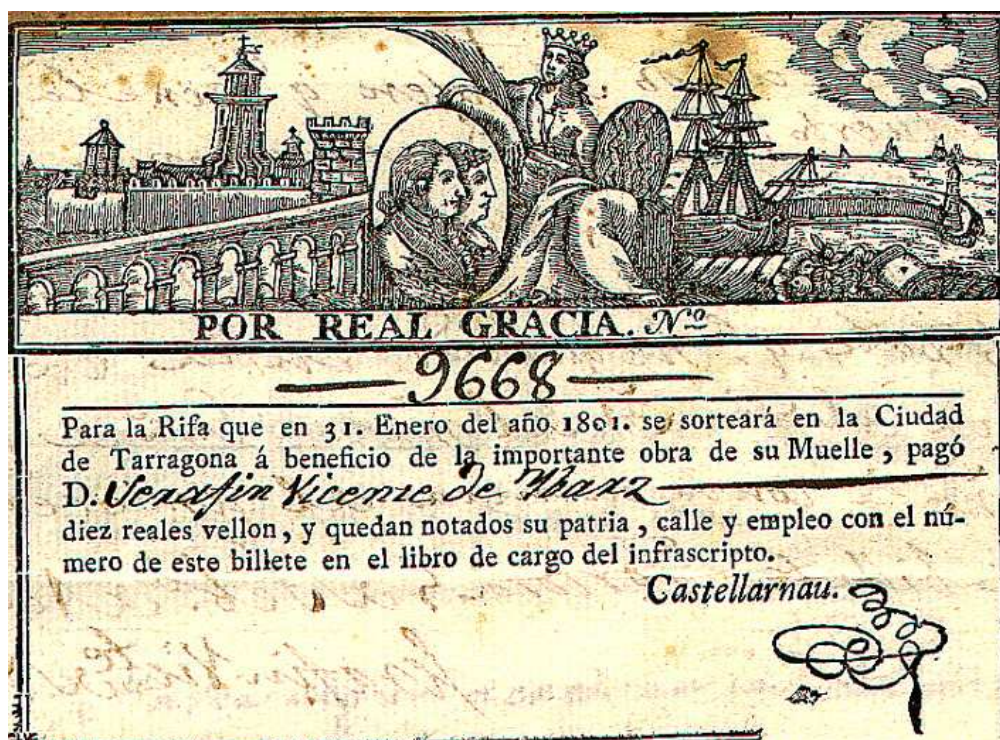 POR REAL GRACIA. Nº
9668
Para la Rifa que en 31. Enero del año 1801. se sorteará en la Ciudad
de Tarragona á beneficio de la importante obra de su Muelle, pagó
D. Serafin Vicente de Ybarz
diez reales vellon, y quedan notados su patria, calle y empleo con el nú-
mero de este billete en el libro de cargo del infrascripto.
Castellarnau.